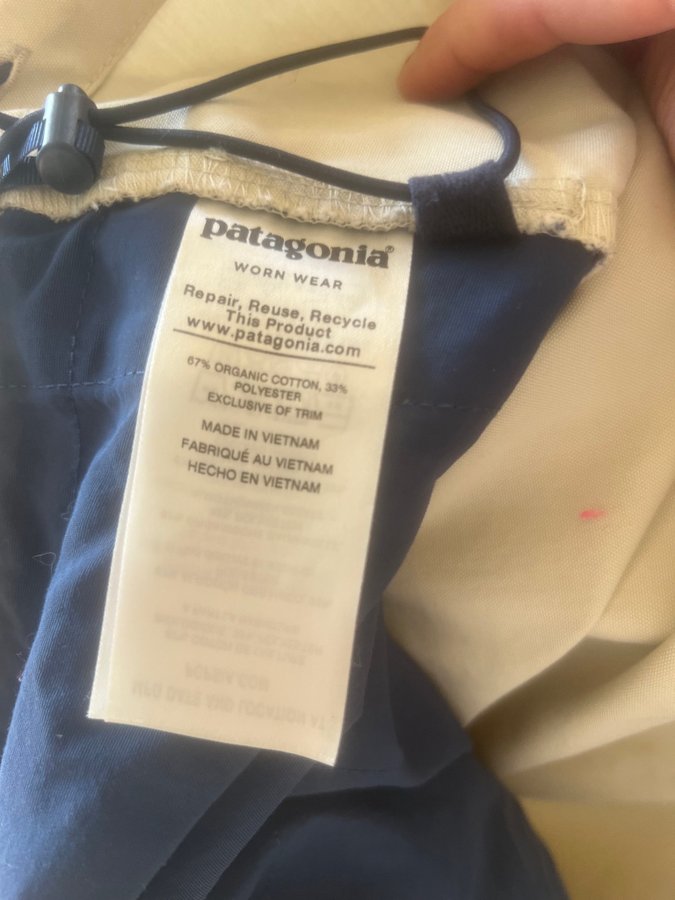 patagonia®
WORN WEAR
Repair, Reuse, Recycle
This Product
www.patagonia.com
67% ORGANIC COTTON, 33%
POLYESTER
EXCLUSIVE OF TRIM
MADE IN VIETNAM
FABRIQUÉ AU VIETNAM
HECHO EN VIETNAM